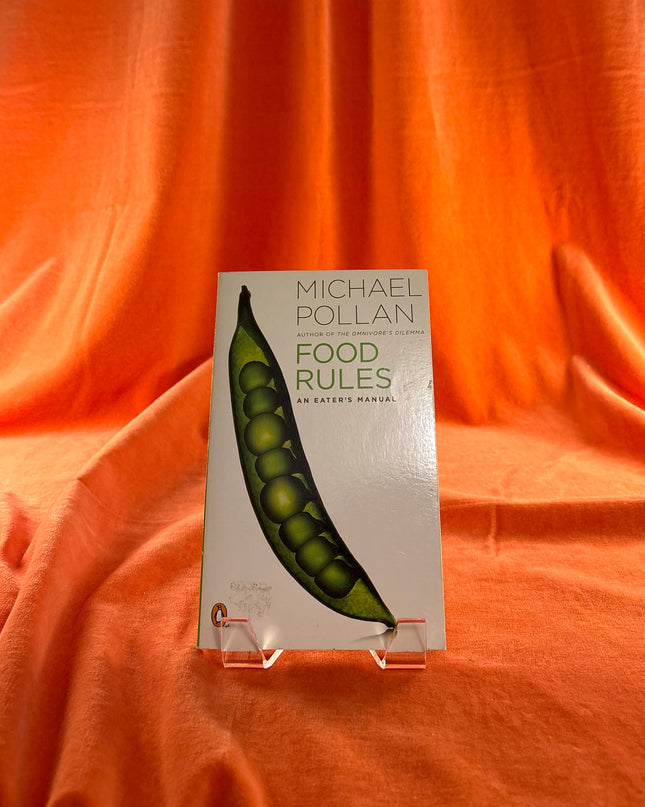 MICHAEL
POLLAN
AUTHOR OF THE OMNIVORE'S DILEMMA
FOOD
RULES
AN EATER'S MANUAL